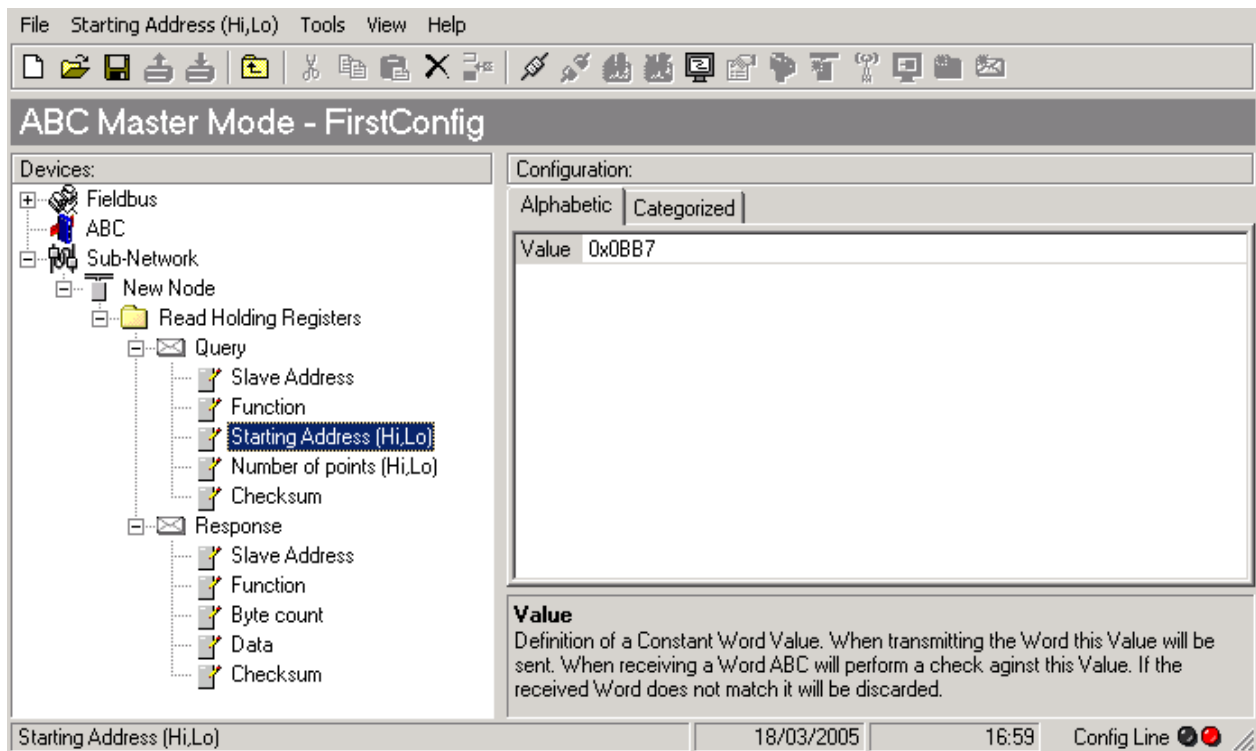 File Starting Address (Hi,Lo) Tools View Help
ABC Master Mode - FirstConfig
Devices:
Fieldbus
ABC
Sub-Network
New Node
Read Holding Registers
Query
Slave Address
Function
Starting Address (Hi,Lo)
Number of points (Hi,Lo)
Checksum
Response
Slave Address
Function
Byte count
Data
Checksum
Configuration:
Alphabetic Categorized
Value 0x0BB7
Value
Definition of a Constant Word Value. When transmitting the Word this Value will be
sent. When receiving a Word ABC will perform a check aginst this Value. If the
received Word does not match it will be discarded.
Starting Address (Hi,Lo) 18/03/2005 16:59 Config Line